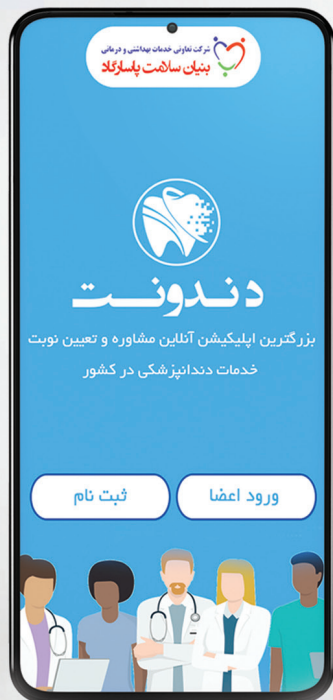 شرکت تعاونی خدمات بهداشتی و درمانی
بنیان سلامت پاسارگاد
دندونــت
بزرگترین اپلیکیشن آنلاین مشاوره و تعیین نوبت
خدمات دندانپزشکی در کشور
ورود اعضا
ثبت نام